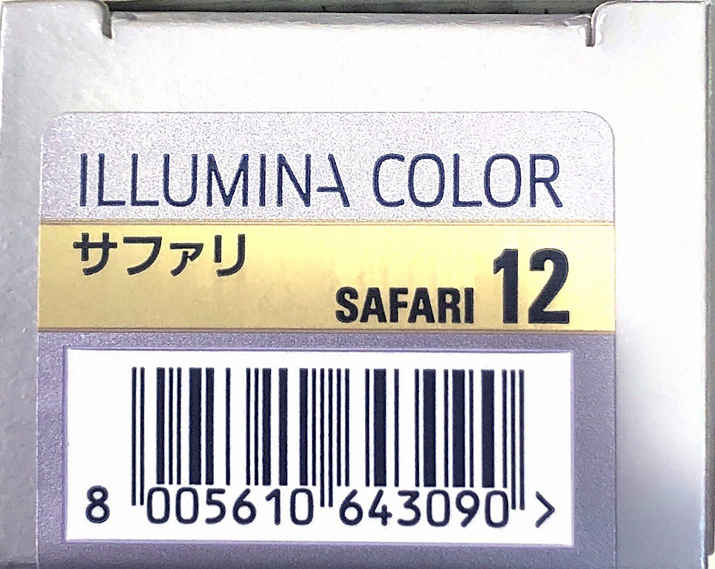 ILLUMINA COLOR
サファリ
SAFARI 12
8 005610 643090 >